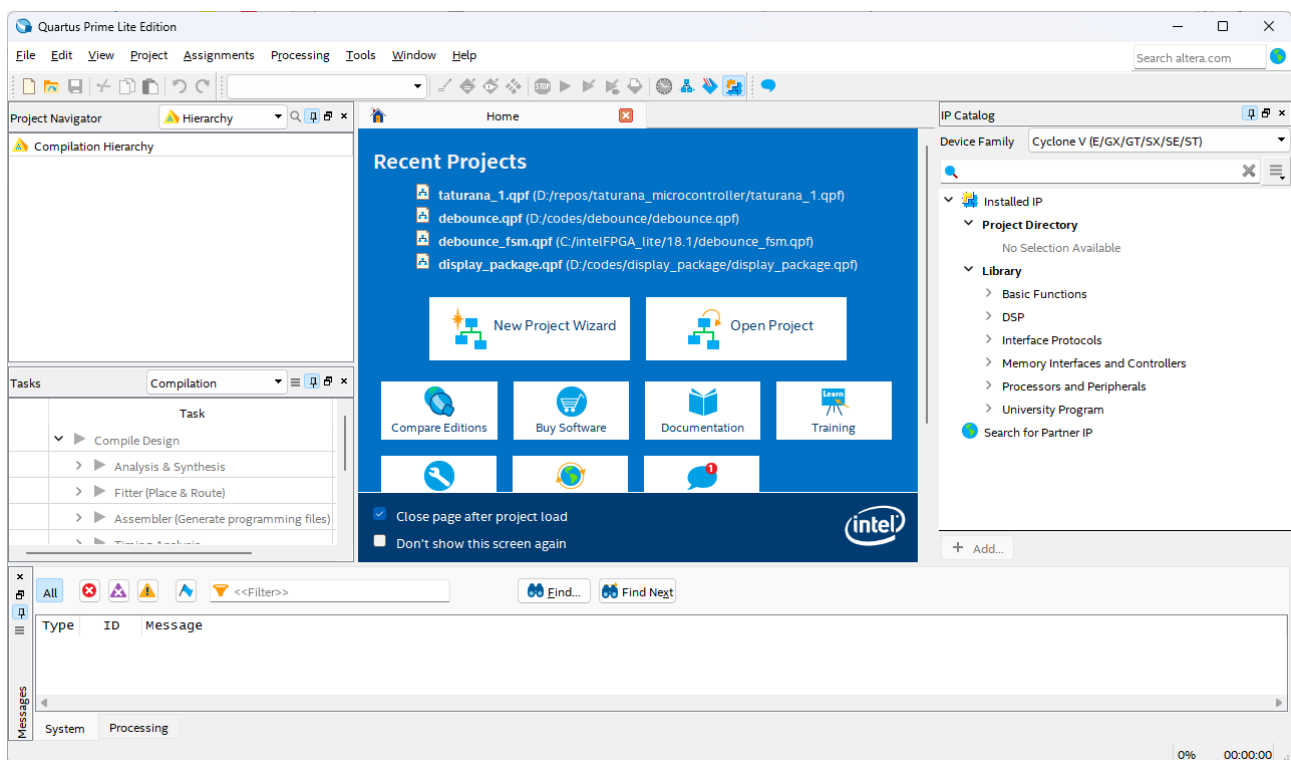 Quartus Prime Lite Edition
File Edit View Project Assignments Processing Tools Window Help
Search altera.com
STOP
Project Navigator Hierarchy
Compilation Hierarchy
Tasks Compilation
Task
Compile Design
Analysis & Synthesis
Fitter (Place & Route)
Assembler (Generate programming files)
Timing Analysis
Home
Recent Projects
taturana_1.qpf (D:/repos/taturana_microcontroller/taturana_1.qpf)
debounce.qpf (D:/codes/debounce/debounce.qpf)
debounce_fsm.qpf (C:/intelFPGA_lite/18.1/debounce_fsm.qpf)
display_package.qpf (D:/codes/display_package/display_package.qpf)
New Project Wizard Open Project
Learn
Compare Editions Buy Software Documentation Training
1
Close page after project load
Don't show this screen again
intel
IP Catalog
Device Family Cyclone V (E/GX/GT/SX/SE/ST)
Installed IP
Project Directory
No Selection Available
Library
Basic Functions
DSP
Interface Protocols
Memory Interfaces and Controllers
Processors and Peripherals
University Program
Search for Partner IP
+ Add...
All <<Filter>> Find... Find Next
Type ID Message
Messages
System Processing
0% 00:00:00